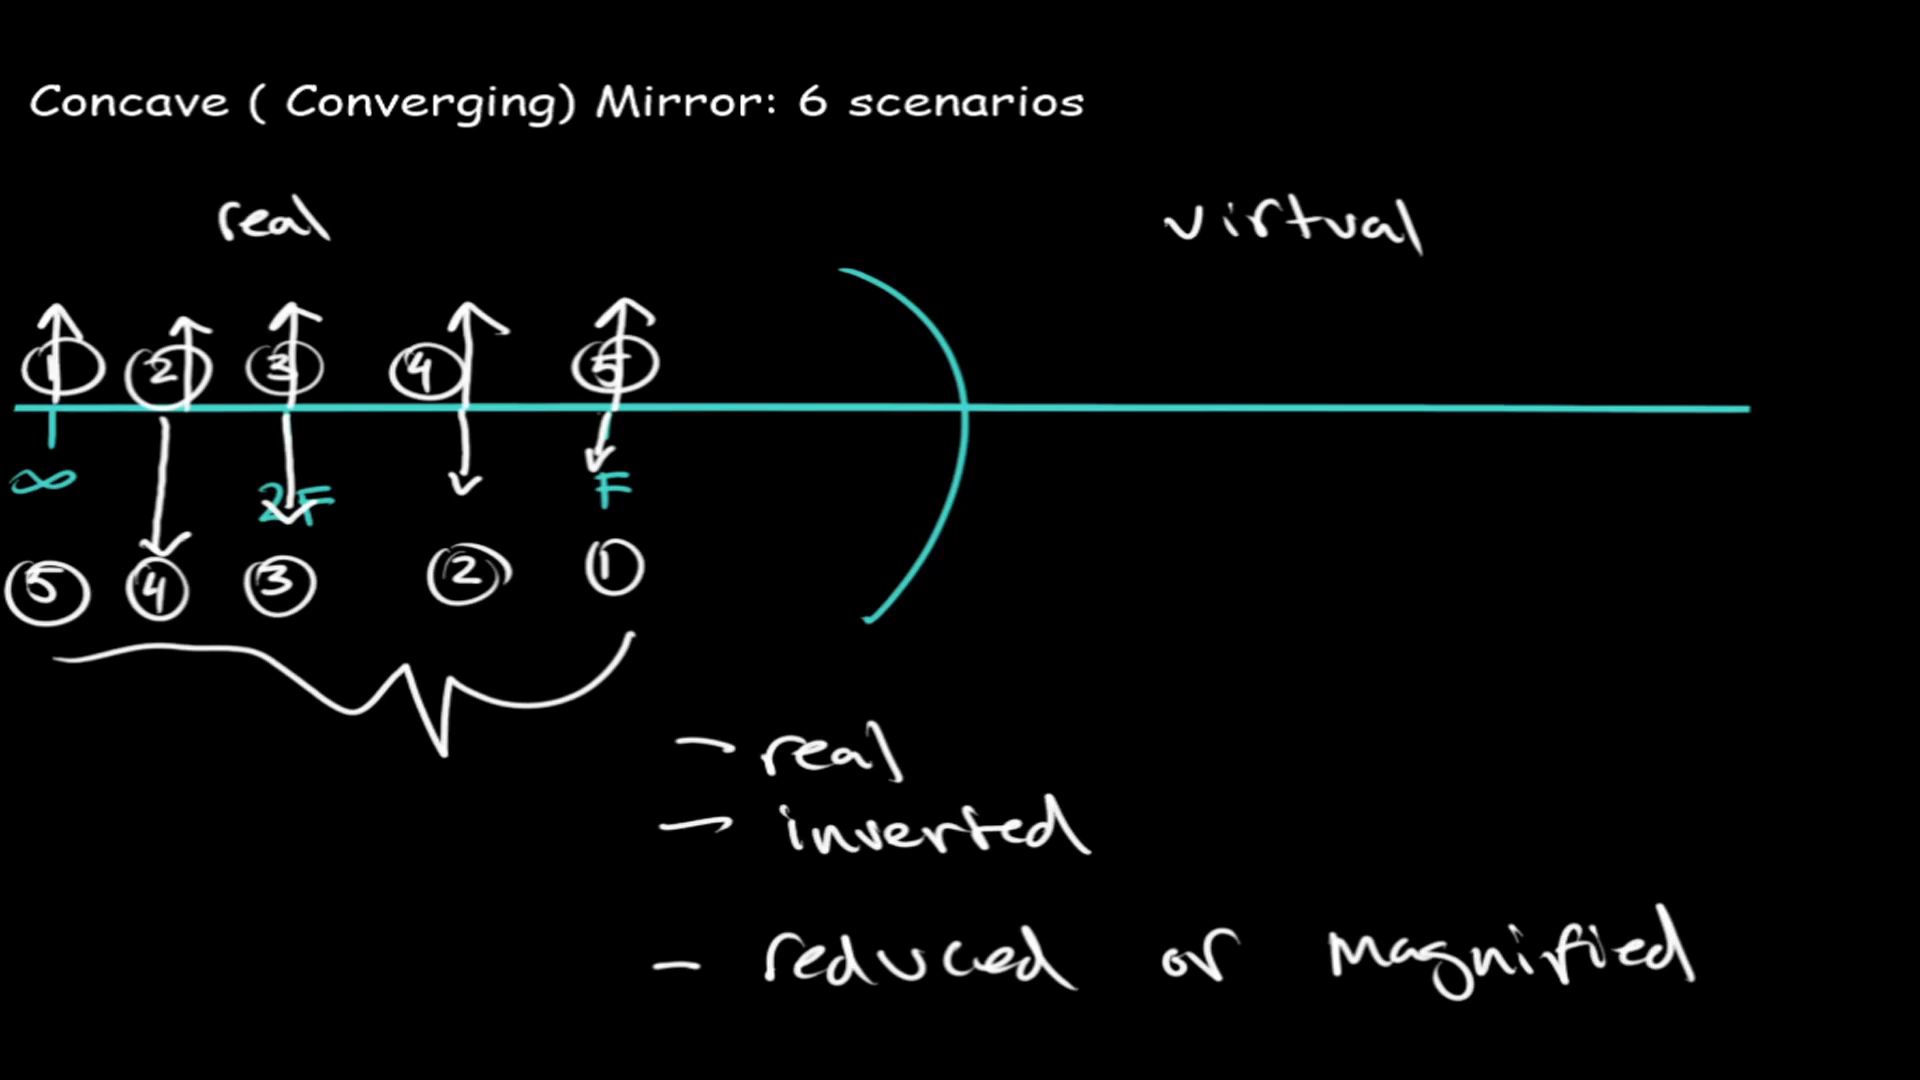 Concave ( Converging) Mirror: 6 scenarios
real virtual
1 2 3 4 5
∞ 2F F
5 4 3 2 1
- real
- inverted
- reduced or magnified